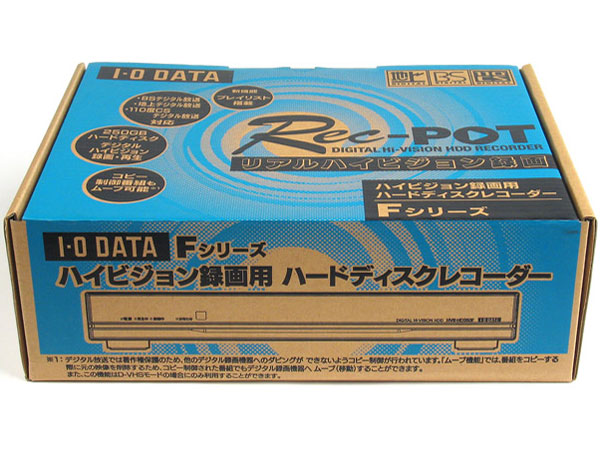 I·O DATA
・BSデジタル放送
・地上デジタル放送
・110度CS
デジタル放送
対応
新機能
プレイリスト
搭載
250GB
ハードディスク
デジタル
ハイビジョン
録画・再生
コピー
制御番組も
ムーブ可能
Rec-POT
DIGITAL HI-VISION HDD RECORDER
リアルハイビジョン録画
ハイビジョン録画用
ハードディスクレコーダー
Fシリーズ
I·O DATA Fシリーズ
ハイビジョン録画用 ハードディスクレコーダー
DIGITAL HI-VISION HDD
I·O DATA
※1：デジタル放送では著作権保護のため、他のデジタル録画機器へのダビングが できないようコピー制御が行われています。「ムーブ機能」では、番組をコピーする
際に元の映像を削除するため、コピー制御された番組でもデジタル録画機器へ ムーブ(移動)することができます。
また、この機能はD-VHSモードの場合にのみ利用することができます。